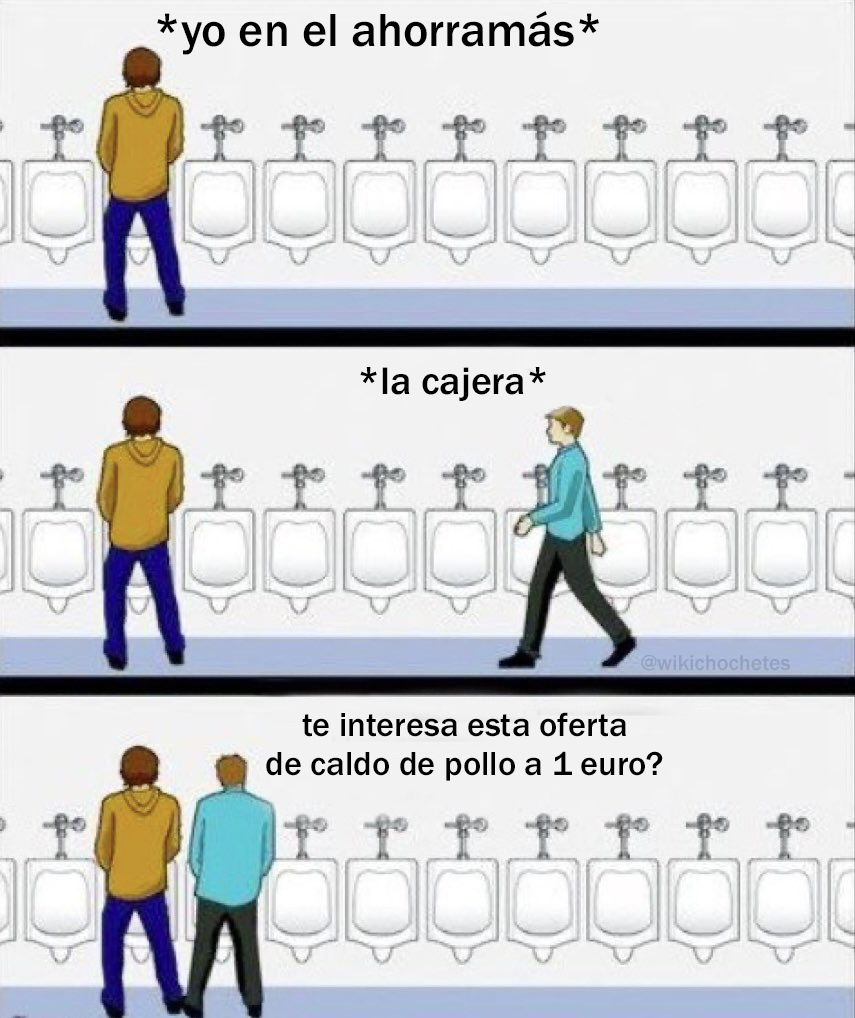 *yo en el ahorramás*
*la cajera*
@wikichochetes
te interesa esta oferta
de caldo de pollo a 1 euro?